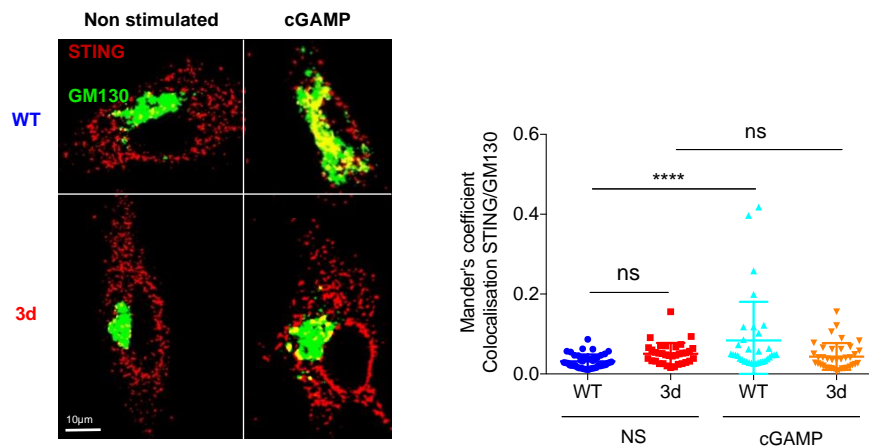 Non stimulated
cGAMP
STING
GM130
WT
3d
10µm
Mander's coefficient
Colocalisation STING/GM130
0.6
0.4
0.2
0.0
ns
****
ns
WT
3d
WT
3d
NS
cGAMP